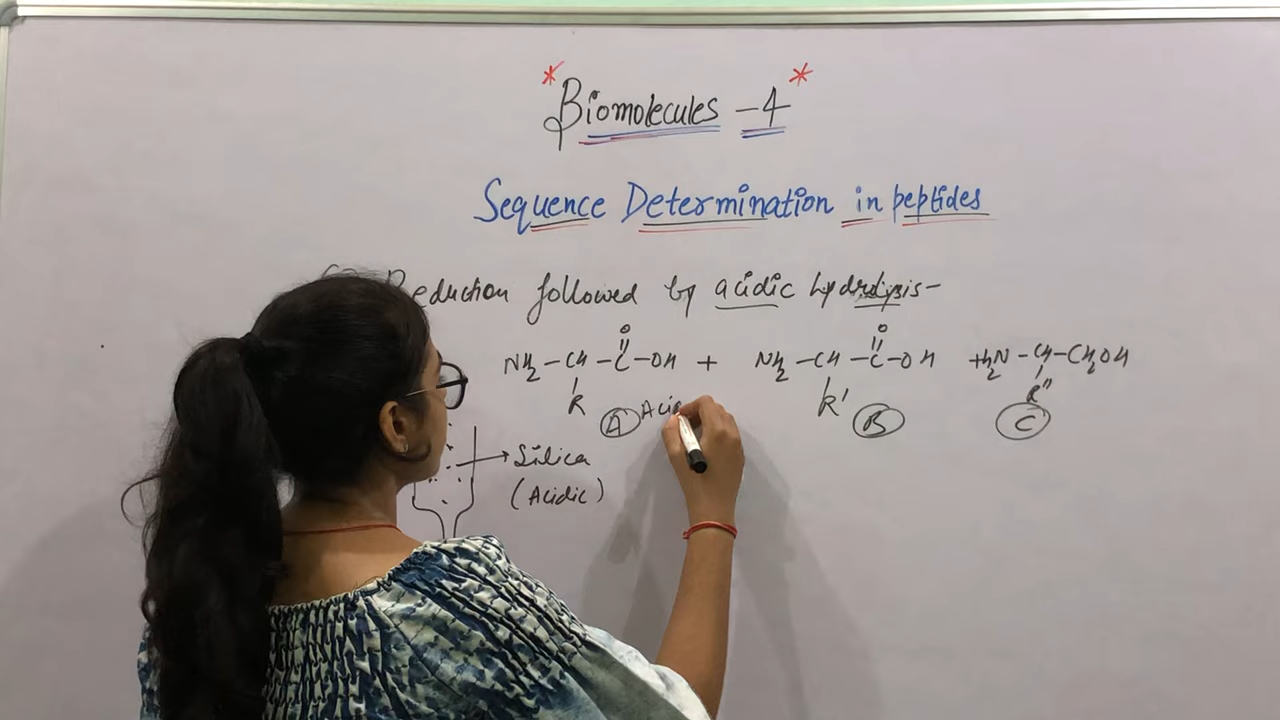 * Biomolecules - 4 *
Sequence Determination in peptides
Reduction followed by acidic hydrolysis -
O O
NH2 - CH - C - OH + NH2 - CH - C - OH + H2N - CH - CH2OH
R R' R''
A Acid B C
Silica
(Acidic)